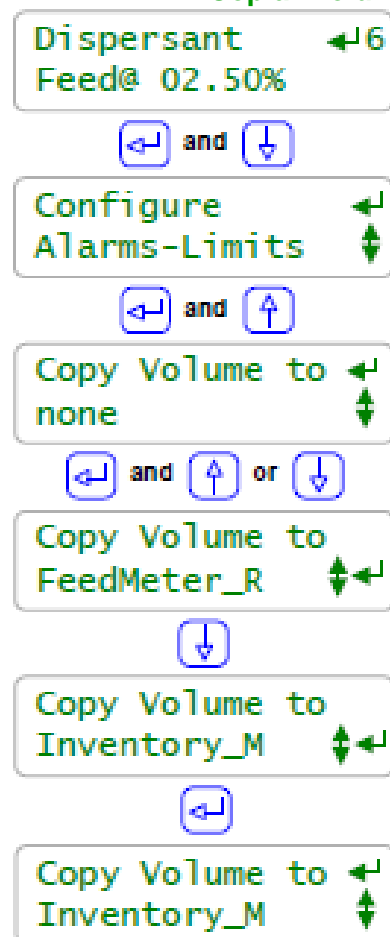 Dispersant ↲6
Feed@ 02.50%
and
Configure
Alarms-Limits
and
Copy Volume to
none
and or
Copy Volume to
FeedMeter_R
Copy Volume to
Inventory_M
Copy Volume to
Inventory_M